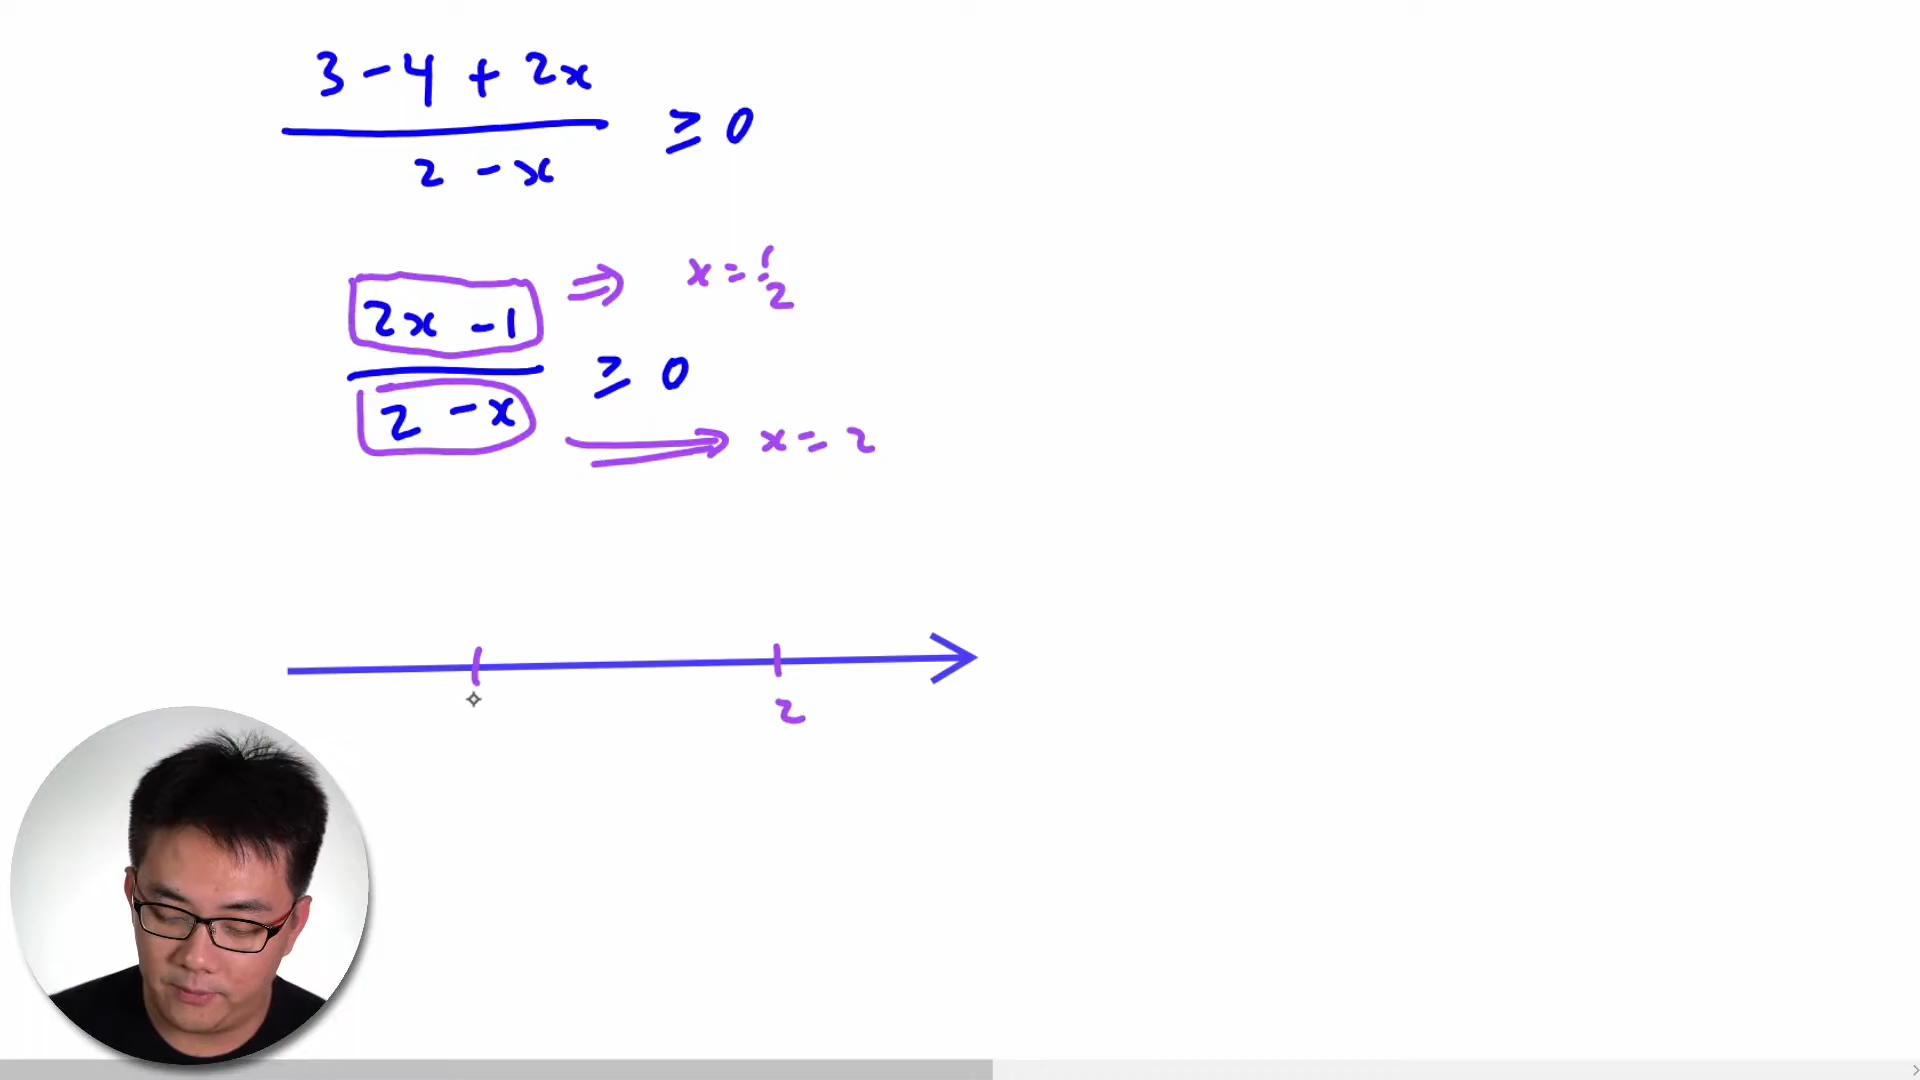 3 - 4 + 2x
≥ 0
2 - x
x = 1/2
2x - 1
≥ 0
2 - x
x = 2
2